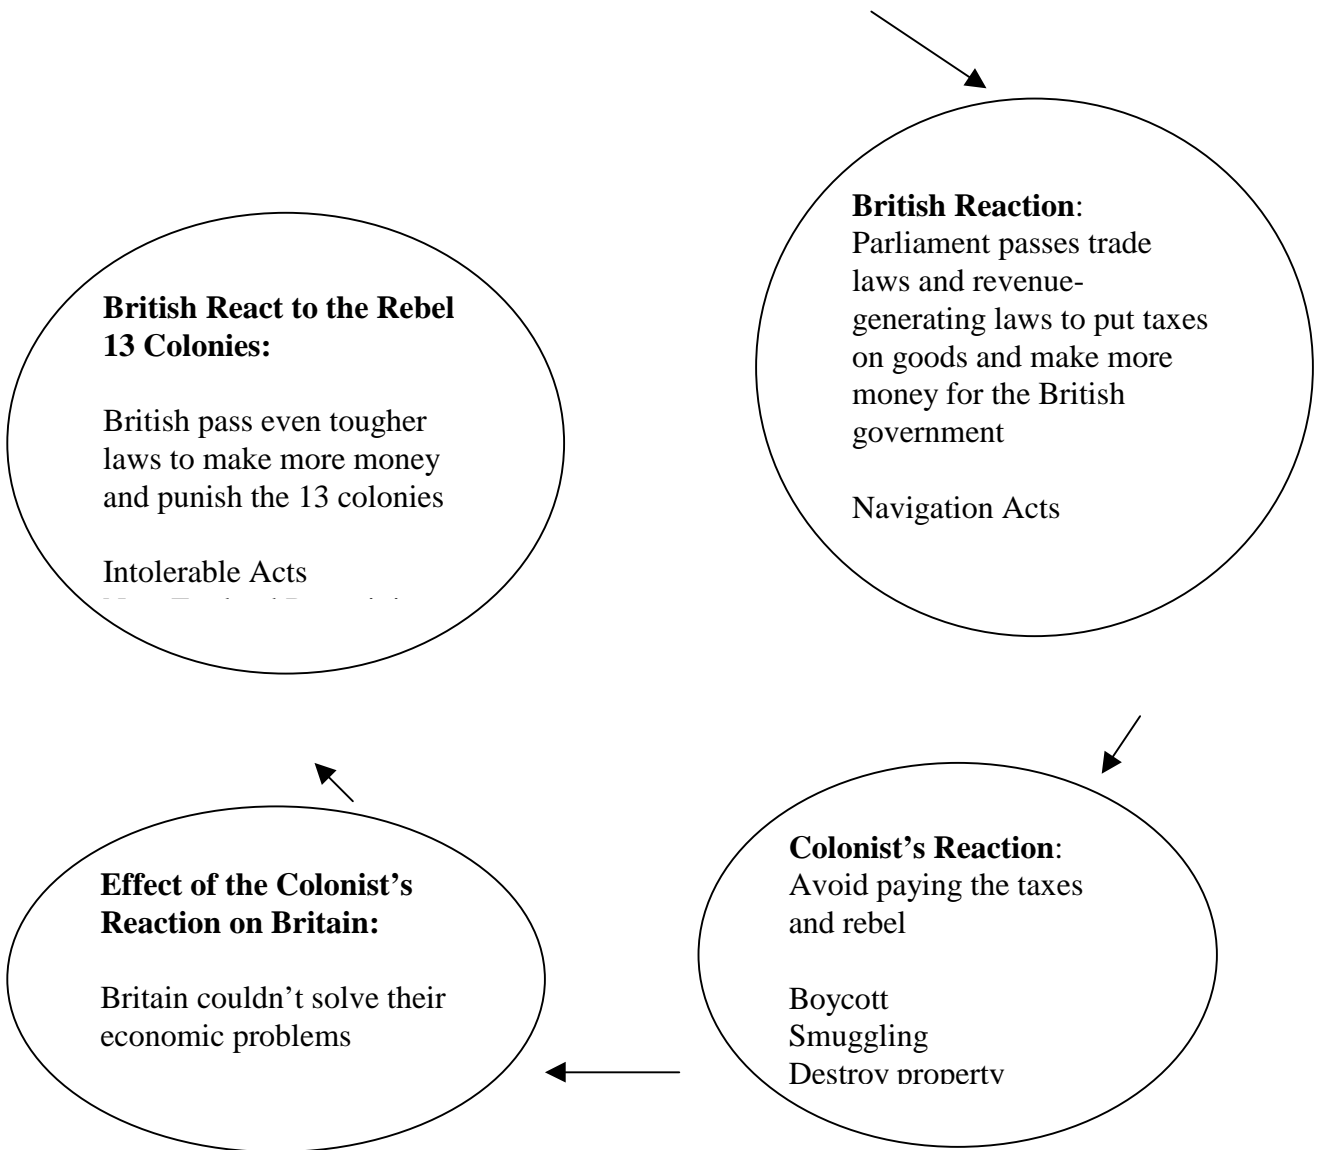 British Reaction:
Parliament passes trade
laws and revenue-
generating laws to put taxes
on goods and make more
money for the British
government
Navigation Acts
Colonist’s Reaction:
Avoid paying the taxes
and rebel
Boycott
Smuggling
Destroy property
Effect of the Colonist’s
Reaction on Britain:
Britain couldn’t solve their
economic problems
British React to the Rebel
13 Colonies:
British pass even tougher
laws to make more money
and punish the 13 colonies
Intolerable Acts